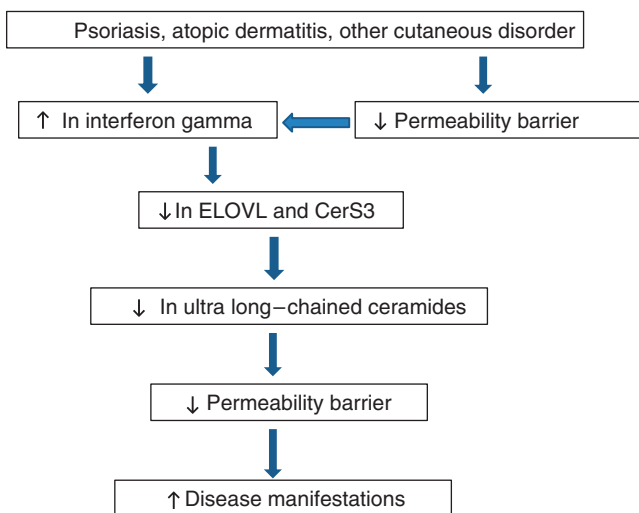 Psoriasis, atopic dermatitis, other cutaneous disorder
↑ In interferon gamma
↓ Permeability barrier
↓In ELOVL and CerS3
↓ In ultra long–chained ceramides
↓ Permeability barrier
↑ Disease manifestations